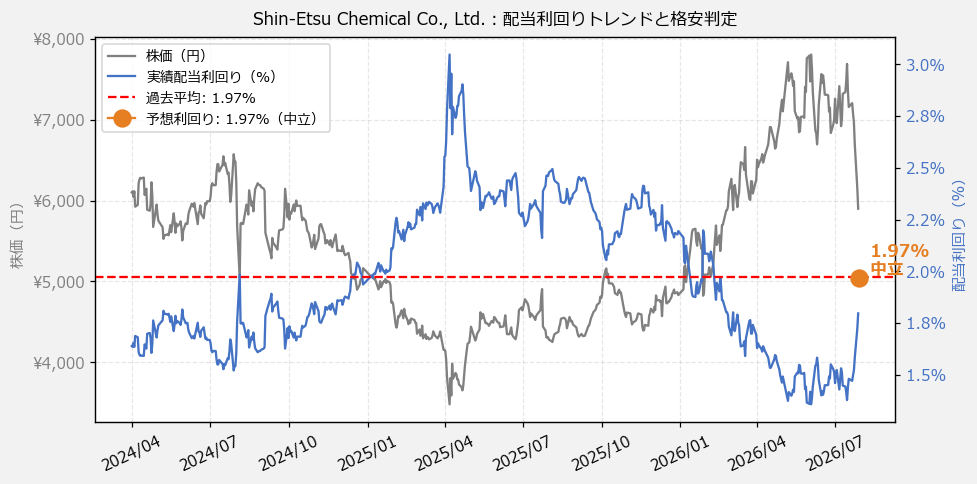 Shin-Etsu Chemical Co., Ltd. : 配当利回りトレンドと格安判定
株価（円）
実績配当利回り（%）
過去平均: 1.97%
予想利回り: 1.97%（中立）
¥8,000
¥7,000
¥6,000
¥5,000
¥4,000
株価（円）
3.0%
2.8%
2.5%
2.2%
2.0%
1.8%
1.5%
配当利回り（%）
1.97%
中立
2024/04
2024/07
2024/10
2025/01
2025/04
2025/07
2025/10
2026/01
2026/04
2026/07